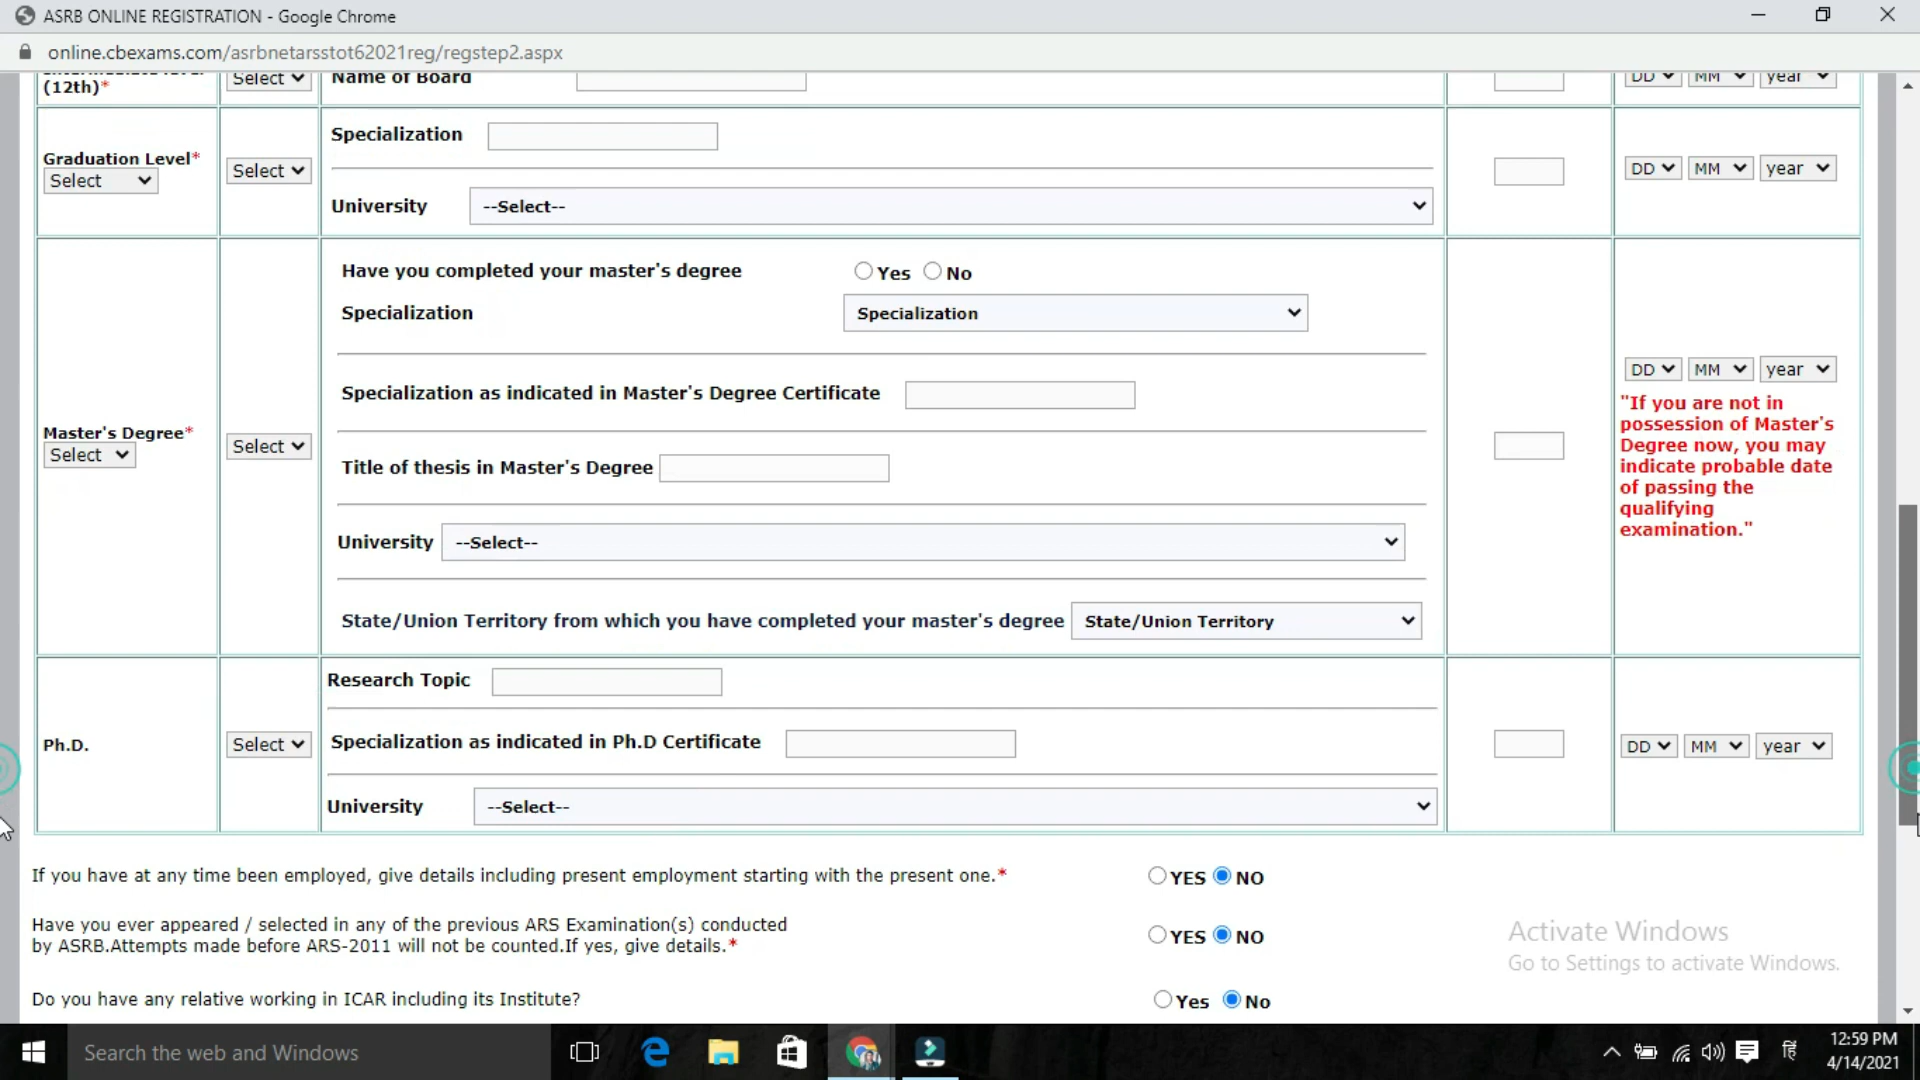 ASRB ONLINE REGISTRATION - Google Chrome
online.cbexams.com/asrbnetarsstot62021reg/regstep2.aspx
(12th)* Select Name of Board DD MM year
Specialization
Graduation Level*
Select Select DD MM year
University --Select--
Have you completed your master's degree Yes No
Specialization Specialization
DD MM year
Specialization as indicated in Master's Degree Certificate
"If you are not in
possession of Master's
Degree now, you may
indicate probable date
of passing the
qualifying
examination."
Master's Degree*
Select Select
Title of thesis in Master's Degree
University --Select--
State/Union Territory from which you have completed your master's degree State/Union Territory
Research Topic
Ph.D. Select Specialization as indicated in Ph.D Certificate DD MM year
University --Select--
If you have at any time been employed, give details including present employment starting with the present one.* YES NO
Have you ever appeared / selected in any of the previous ARS Examination(s) conducted
by ASRB.Attempts made before ARS-2011 will not be counted.If yes, give details.* YES NO
Activate Windows
Go to Settings to activate Windows.
Do you have any relative working in ICAR including its Institute? Yes No
Search the web and Windows
हिं
12:59 PM
4/14/2021